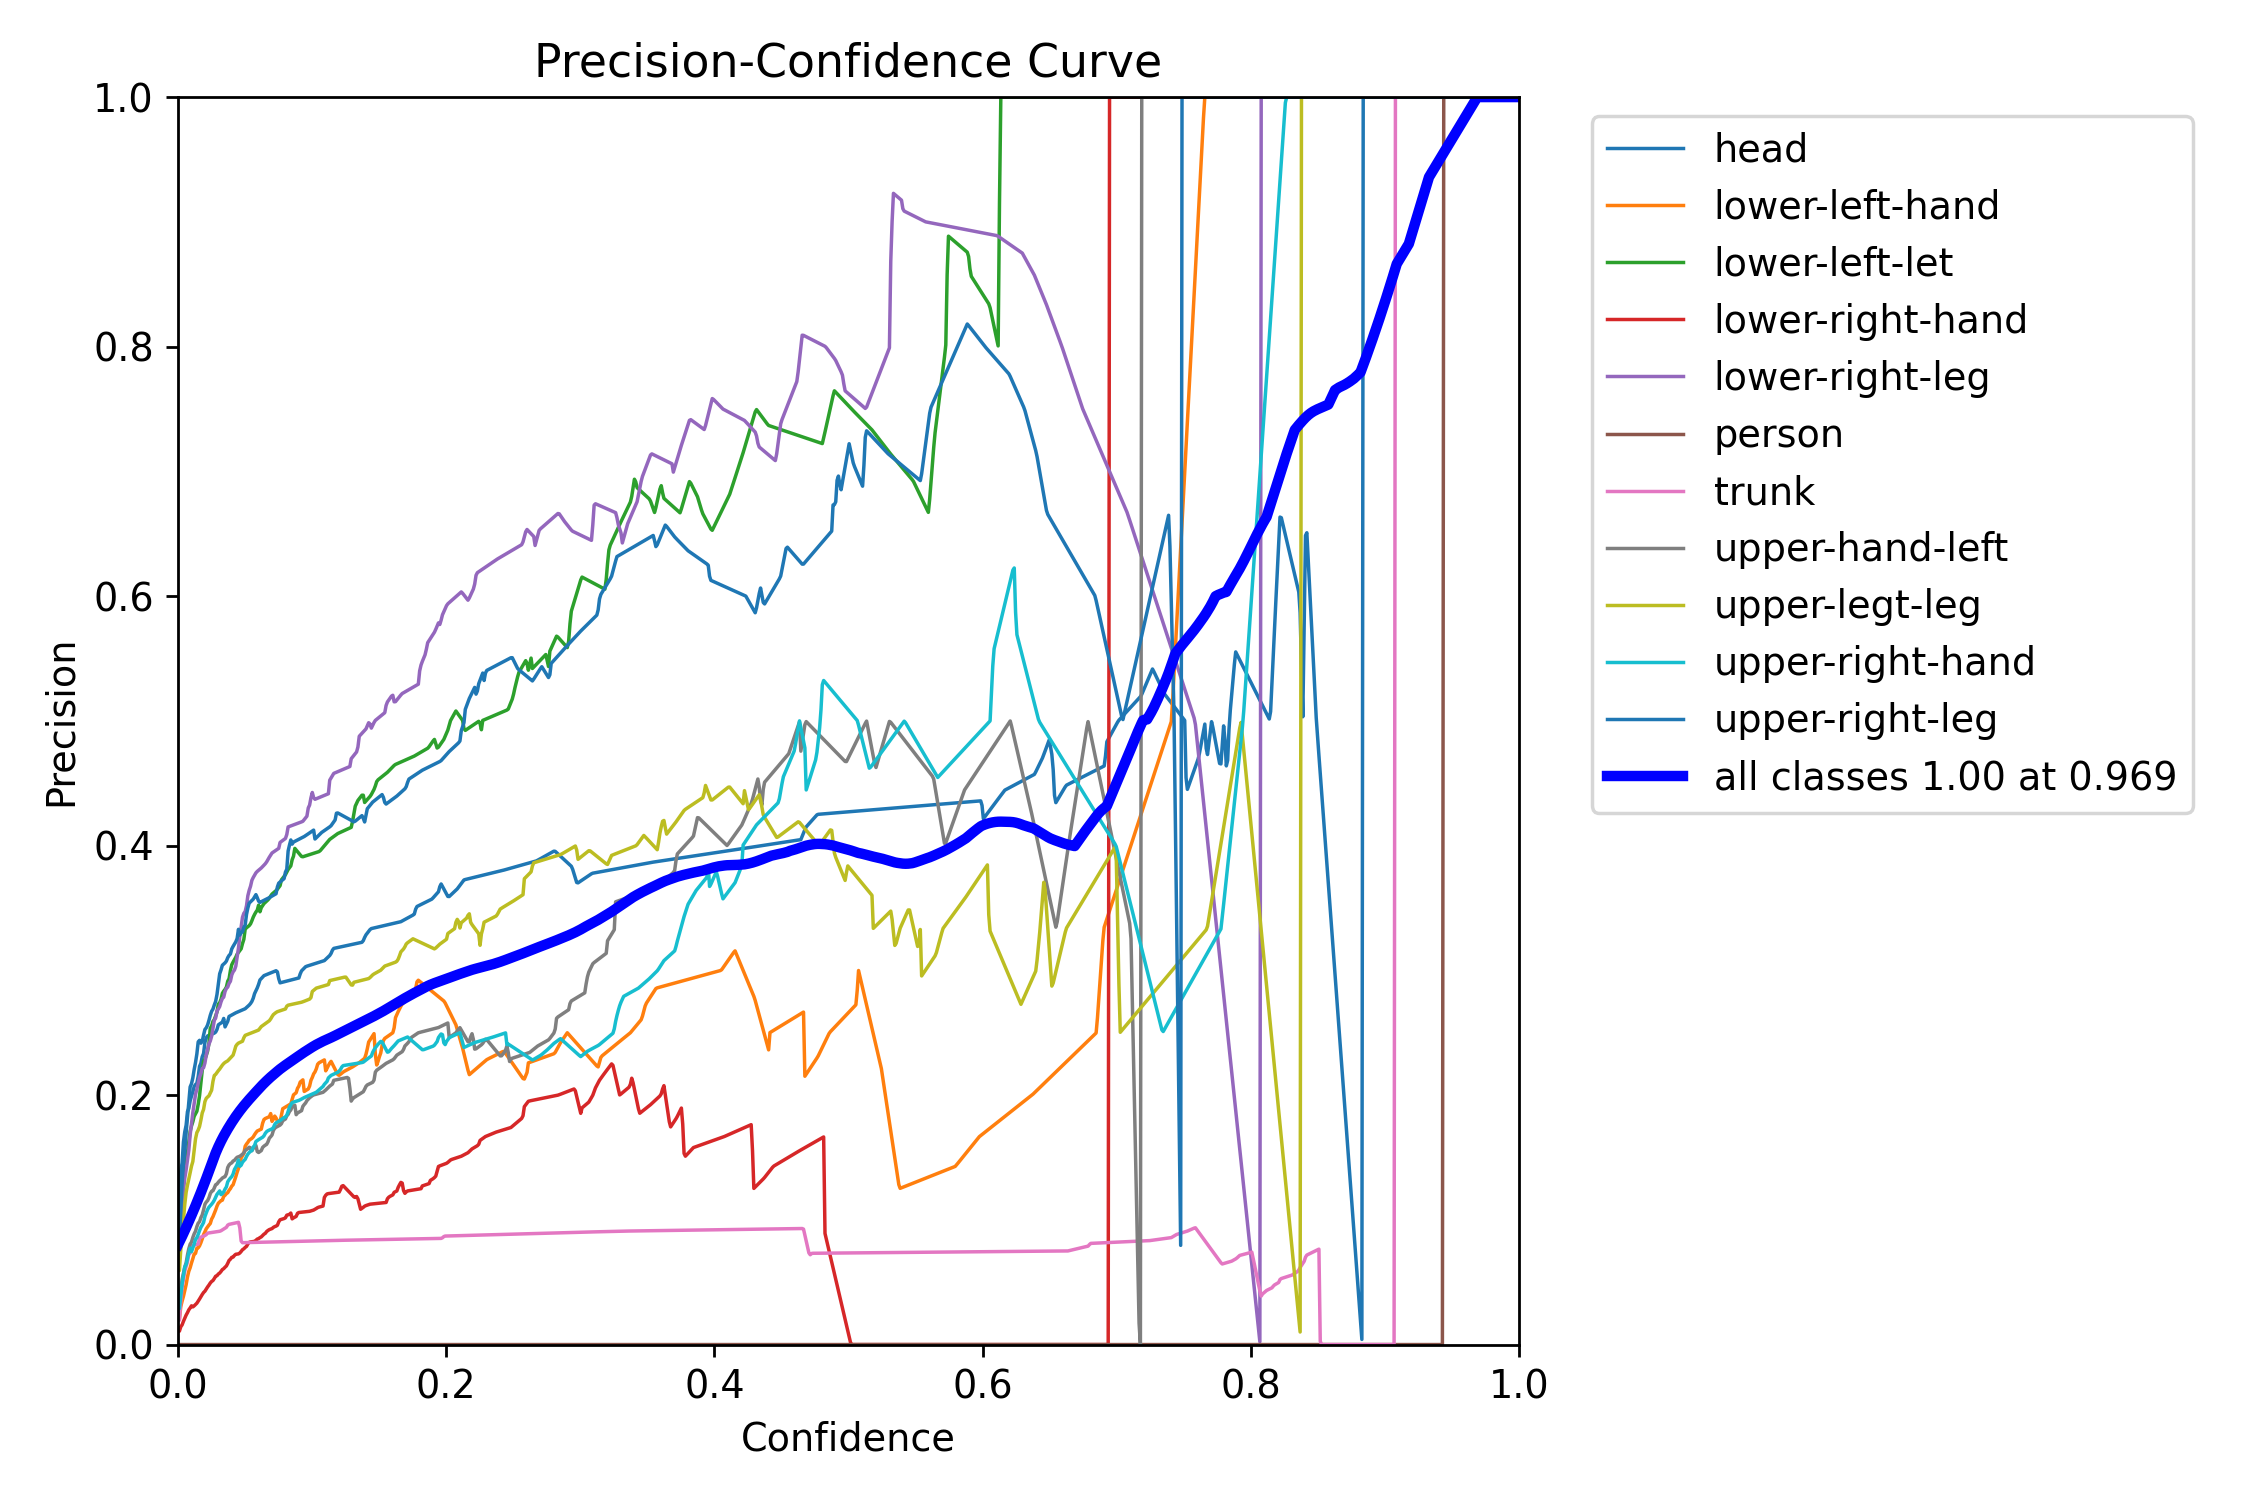 Precision-Confidence Curve
1.0
0.8
0.6
0.4
0.2
0.0
Precision
0.0 0.2 0.4 0.6 0.8 1.0
Confidence
head
lower-left-hand
lower-left-let
lower-right-hand
lower-right-leg
person
trunk
upper-hand-left
upper-legt-leg
upper-right-hand
upper-right-leg
all classes 1.00 at 0.969